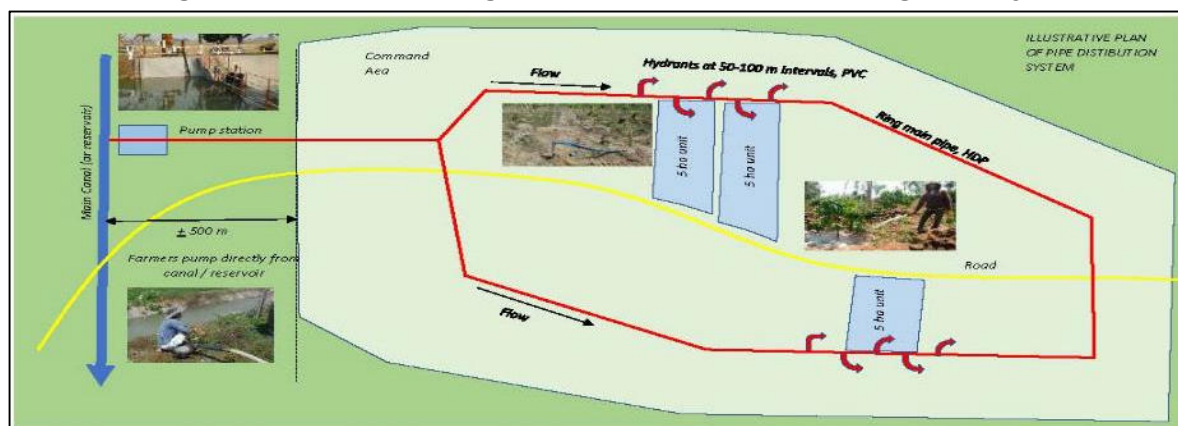 ILLUSTRATIVE PLAN
OF PIPE DISTIBUTION
SYSTEM
Command
Aea
Hydrants at 50-100 m Intervals, PVC
Flow
Main Canal (or reservoir)
Pump station
Ring main pipe, HDP
5 ha unit
5 ha unit
± 500 m
Farmers pump directly from
canal / reservoir
Road
5 ha unit
Flow